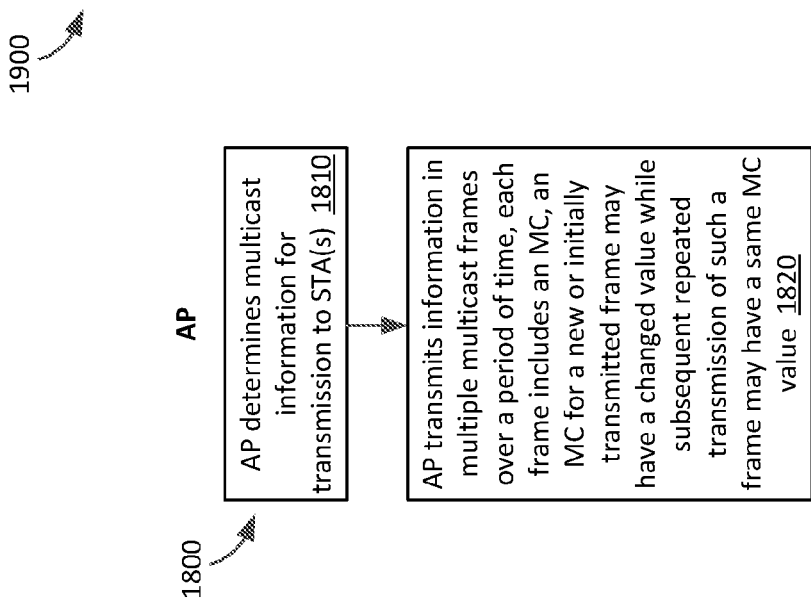 1900
AP
1800
AP determines multicast
information for
transmission to STA(s) 1810
AP transmits information in
multiple multicast frames
over a period of time, each
frame includes an MC, an
MC for a new or initially
transmitted frame may
have a changed value while
subsequent repeated
transmission of such a
frame may have a same MC
value 1820